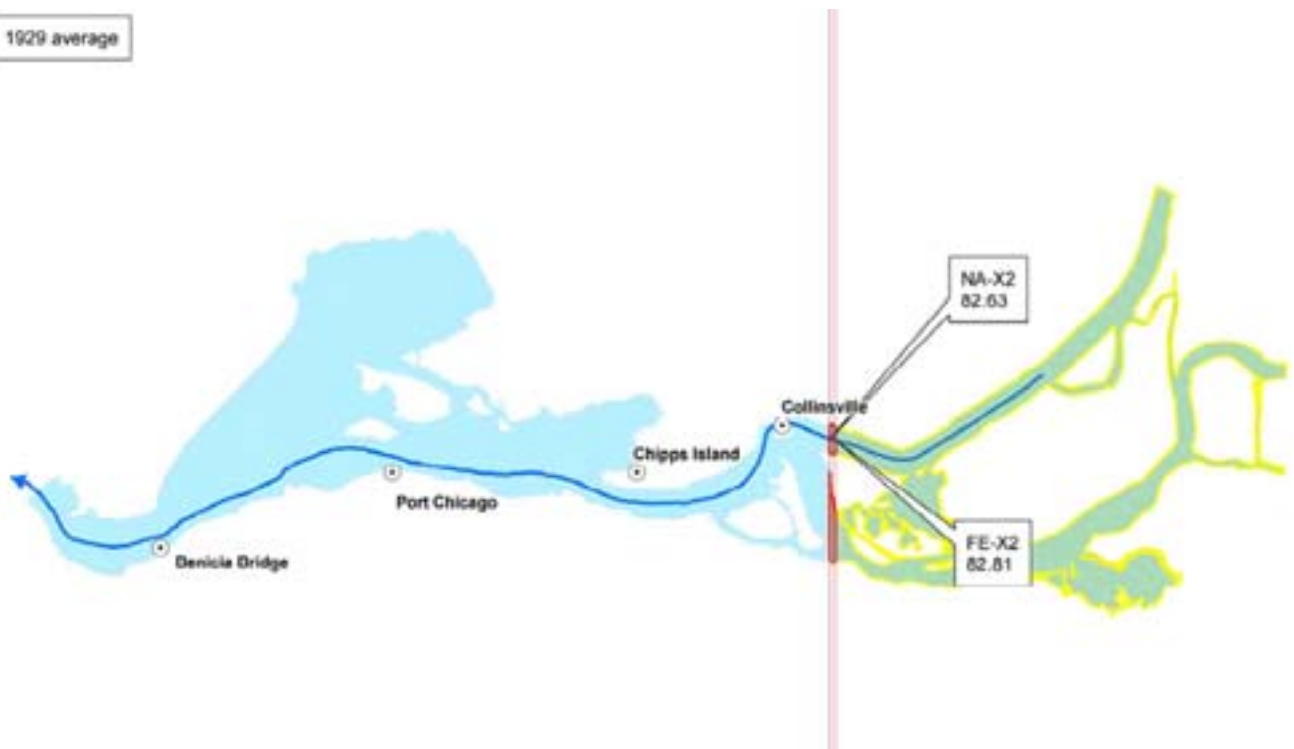 1929 average
NA-X2
82.63
Collinsville
Chipps Island
Port Chicago
FE-X2
82.81
Benicia Bridge